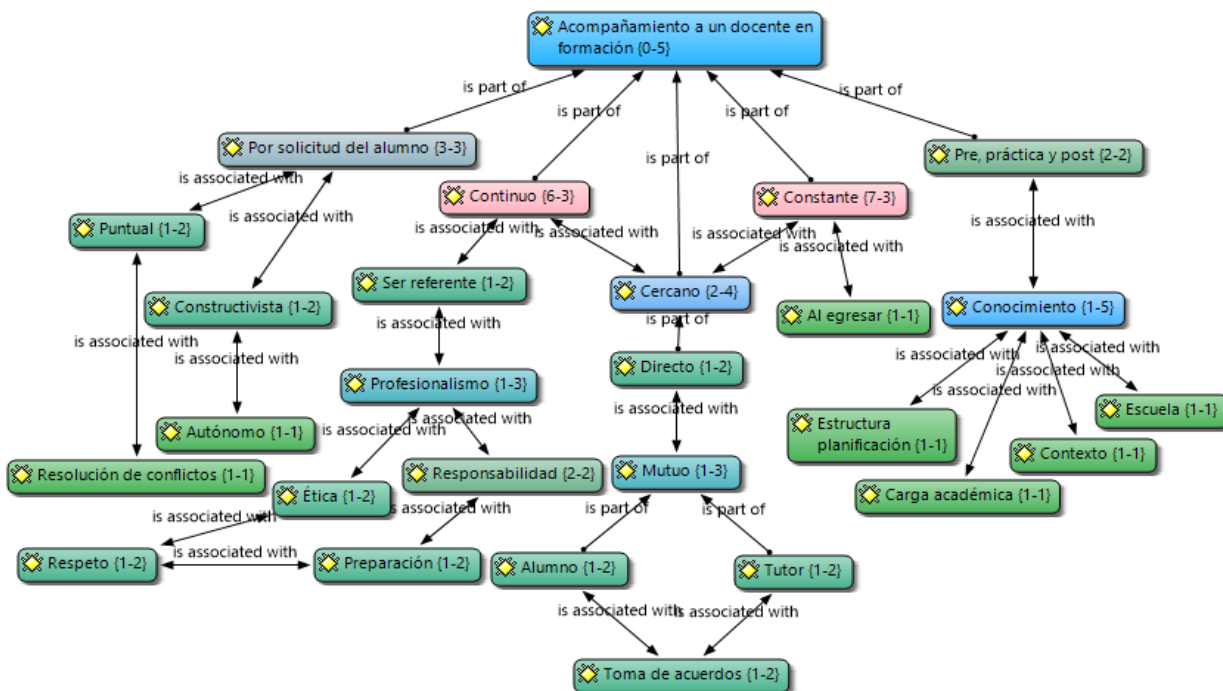 Acompañamiento a un docente en
formación {0-5}
is part of
is part of
is part of
is part of
is part of
Por solicitud del alumno {3-3}
Pre, práctica y post {2-2}
is associated with
Continuo {6-3}
Constante {7-3}
is associated with
Puntual {1-2}
is associated with
is associated with
is associated with
is associated with
Ser referente {1-2}
Cercano {2-4}
Constructivista {1-2}
Al egresar {1-1}
Conocimiento {1-5}
is associated with
is associated with
is part of
is associated with
is associated with
is associated with
is associated with
is associated with
Directo {1-2}
Profesionalismo {1-3}
is associated with
is associated with
is associated with
Escuela {1-1}
Estructura
planificación {1-1}
Autónomo {1-1}
Contexto {1-1}
Resolución de conflictos {1-1}
Responsabilidad {2-2}
Mutuo {1-3}
Ética {1-2}
Carga académica {1-1}
is associated with
is associated with
is part of
is part of
is associated with
Respeto {1-2}
Preparación {1-2}
Alumno {1-2}
Tutor {1-2}
is associated with
is associated with
Toma de acuerdos {1-2}